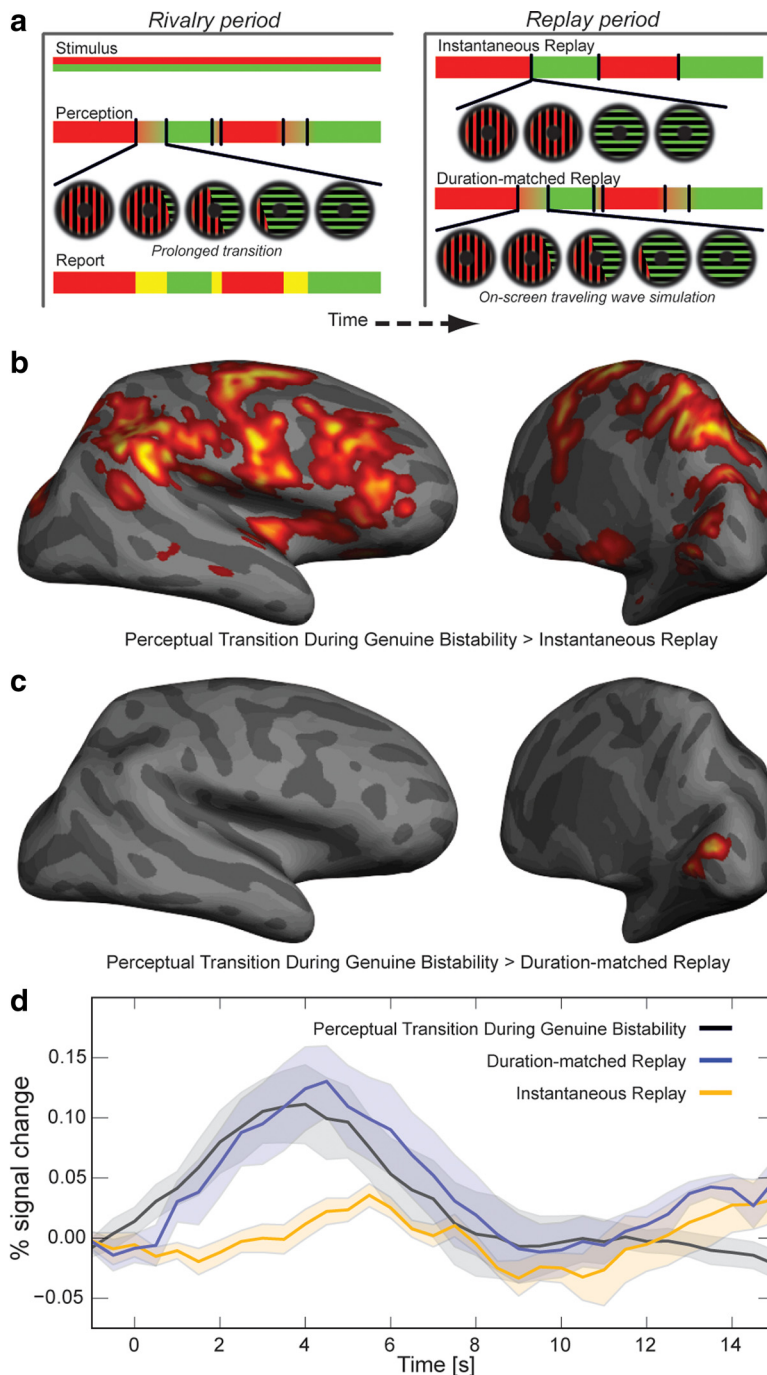 a
Rivalry period
Stimulus
Perception
Prolonged transition
Report
Replay period
Instantaneous Replay
Duration-matched Replay
On-screen traveling wave simulation
Time
b
Perceptual Transition During Genuine Bistability > Instantaneous Replay
c
Perceptual Transition During Genuine Bistability > Duration-matched Replay
d
Perceptual Transition During Genuine Bistability
Duration-matched Replay
Instantaneous Replay
% signal change
0.15
0.10
0.05
0.00
−0.05
0 2 4 6 8 10 12 14
Time [s]